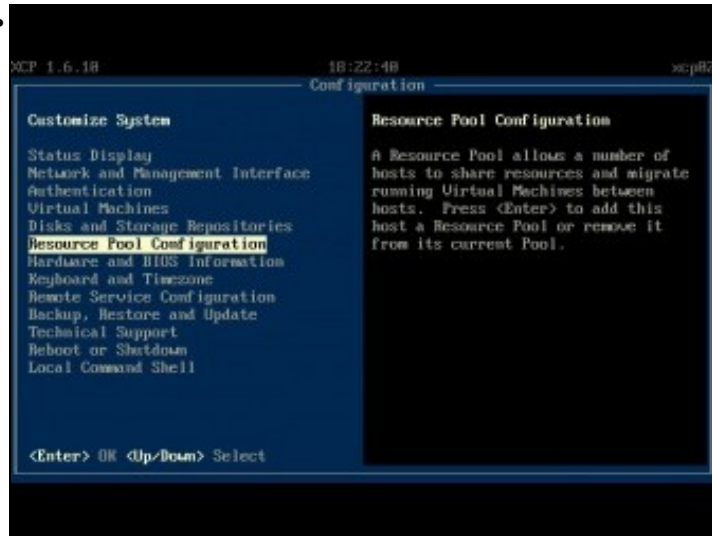 XCP 1.6.10 18:22:40 xcp02
Configuration
Customize System
Status Display
Network and Management Interface
Authentication
Virtual Machines
Disks and Storage Repositories
Resource Pool Configuration
Hardware and BIOS Information
Keyboard and Timezone
Remote Service Configuration
Backup, Restore and Update
Technical Support
Reboot or Shutdown
Local Command Shell
<Enter> OK <Up/Down> Select
Resource Pool Configuration
A Resource Pool allows a number of
hosts to share resources and migrate
running Virtual Machines between
hosts. Press <Enter> to add this
host a Resource Pool or remove it
from its current Pool.